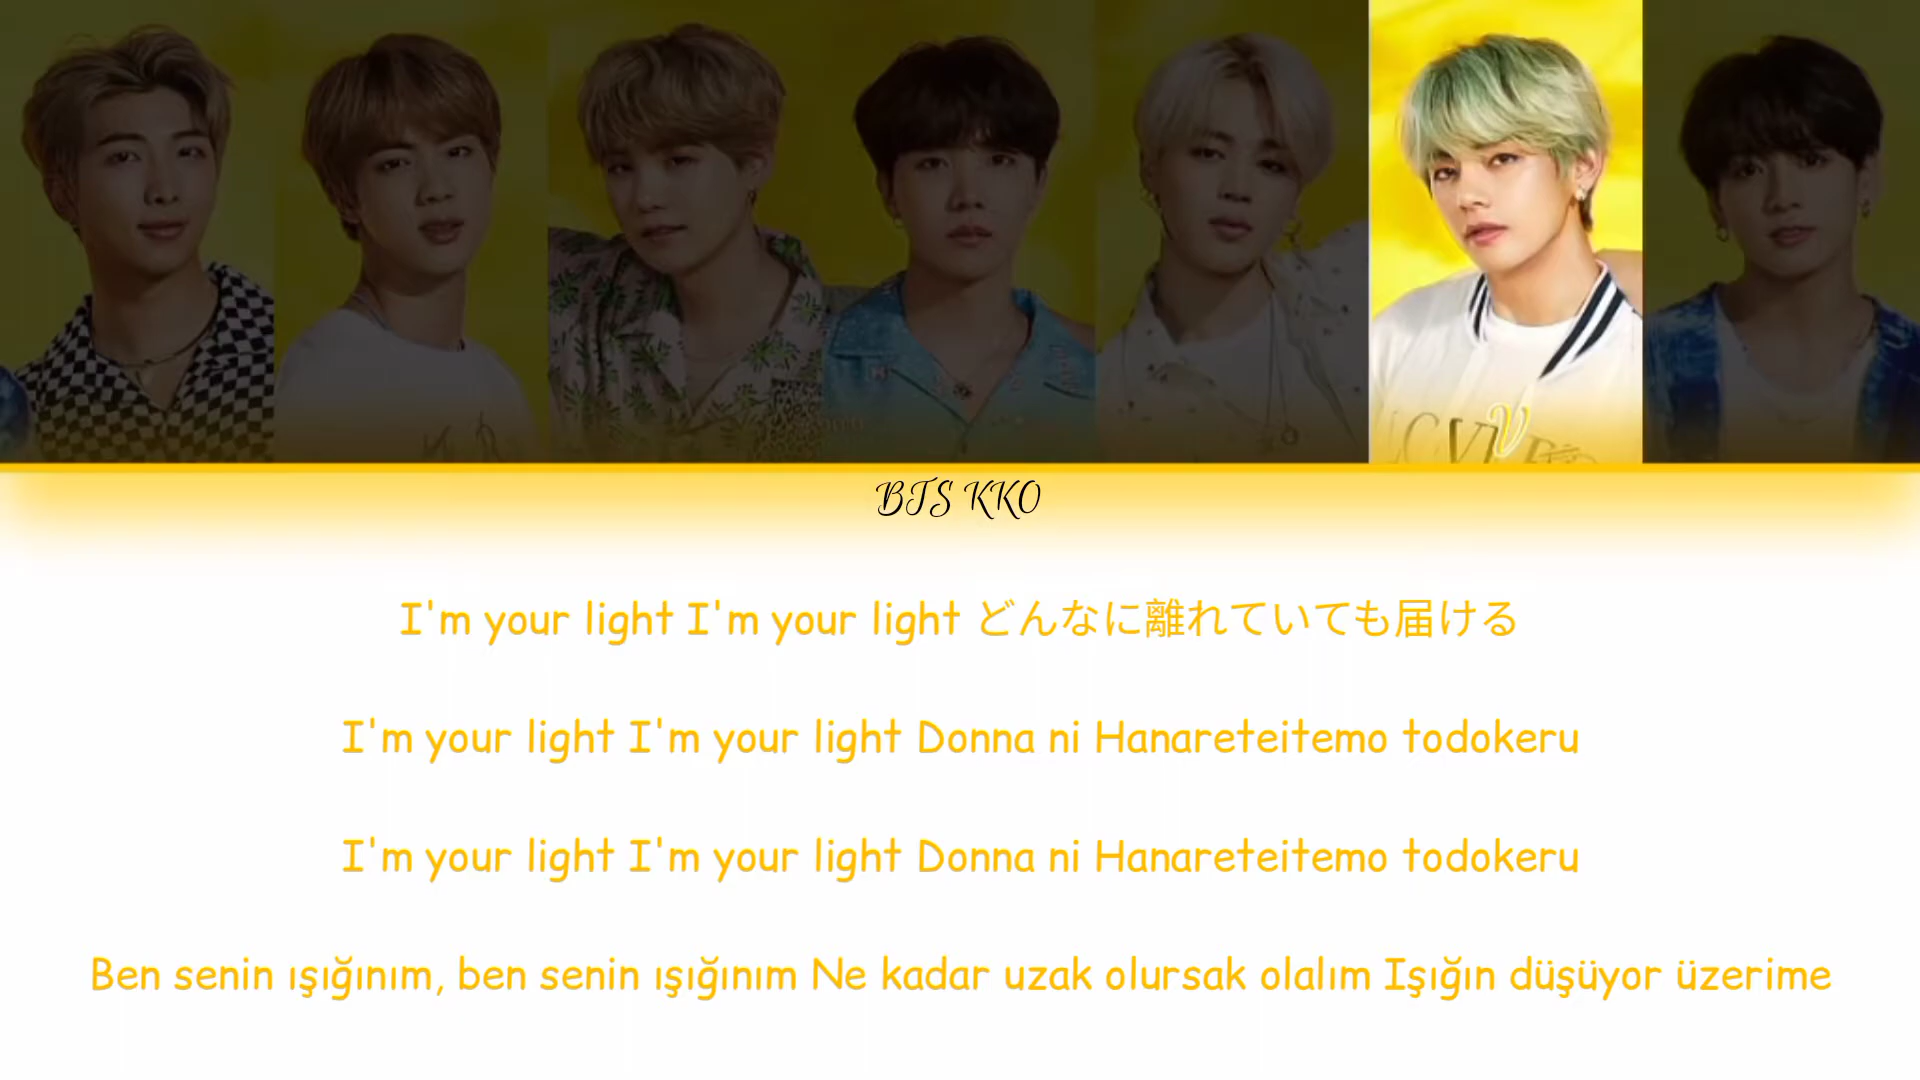 V
BTS KKO
I'm your light I'm your light どんなに離れていても届ける
I'm your light I'm your light Donna ni Hanareteitemo todokeru
I'm your light I'm your light Donna ni Hanareteitemo todokeru
Ben senin ışığınım, ben senin ışığınım Ne kadar uzak olursak olalım Işığın düşüyor üzerime